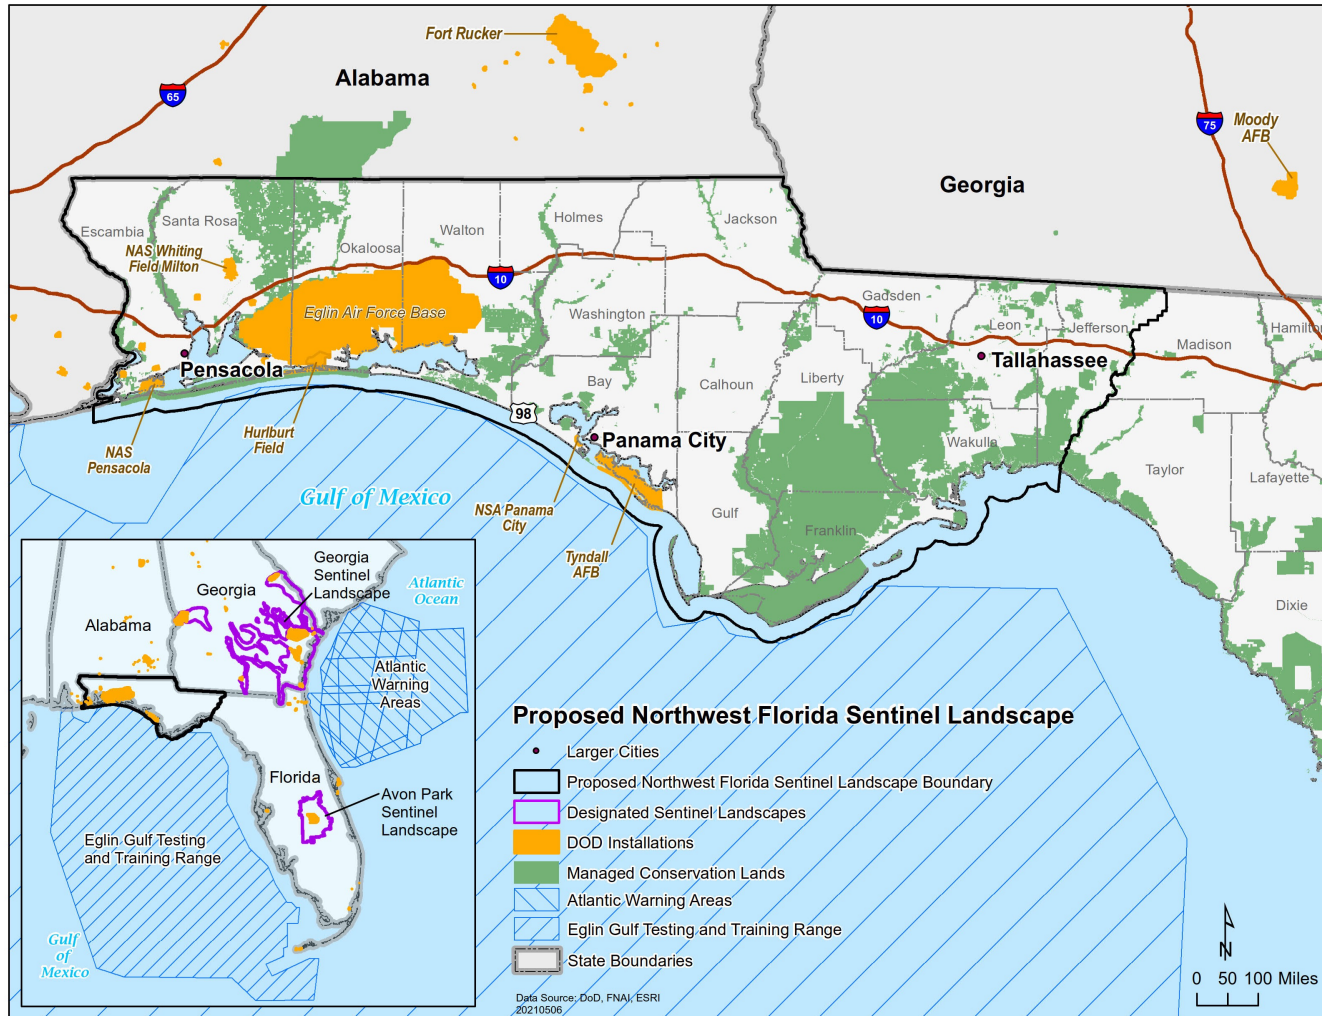 Fort Rucker
Alabama
65
75
Moody
AFB
Georgia
Escambia
Santa Rosa
Okaloosa
Walton
Holmes
Jackson
NAS Whiting
Field Milton
10
Eglin Air Force Base
Washington
Gadsden
10
Leon
Jefferson
Madison
Hamilton
Pensacola
Tallahassee
Bay
Calhoun
Liberty
98
NAS
Pensacola
Hurlburt
Field
Panama City
Wakulla
Taylor
Lafayette
Gulf of Mexico
NSA Panama
City
Gulf
Franklin
Tyndall
AFB
Dixie
Georgia
Sentinel
Landscape
Georgia
Atlantic
Ocean
Alabama
Atlantic
Warning
Areas
Florida
Avon Park
Sentinel
Landscape
Eglin Gulf Testing
and Training Range
Gulf
of
Mexico
Proposed Northwest Florida Sentinel Landscape
Larger Cities
Proposed Northwest Florida Sentinel Landscape Boundary
Designated Sentinel Landscapes
DOD Installations
Managed Conservation Lands
Atlantic Warning Areas
Eglin Gulf Testing and Training Range
State Boundaries
N
0 50 100 Miles
Data Source: DoD, FNAI, ESRI
20210506